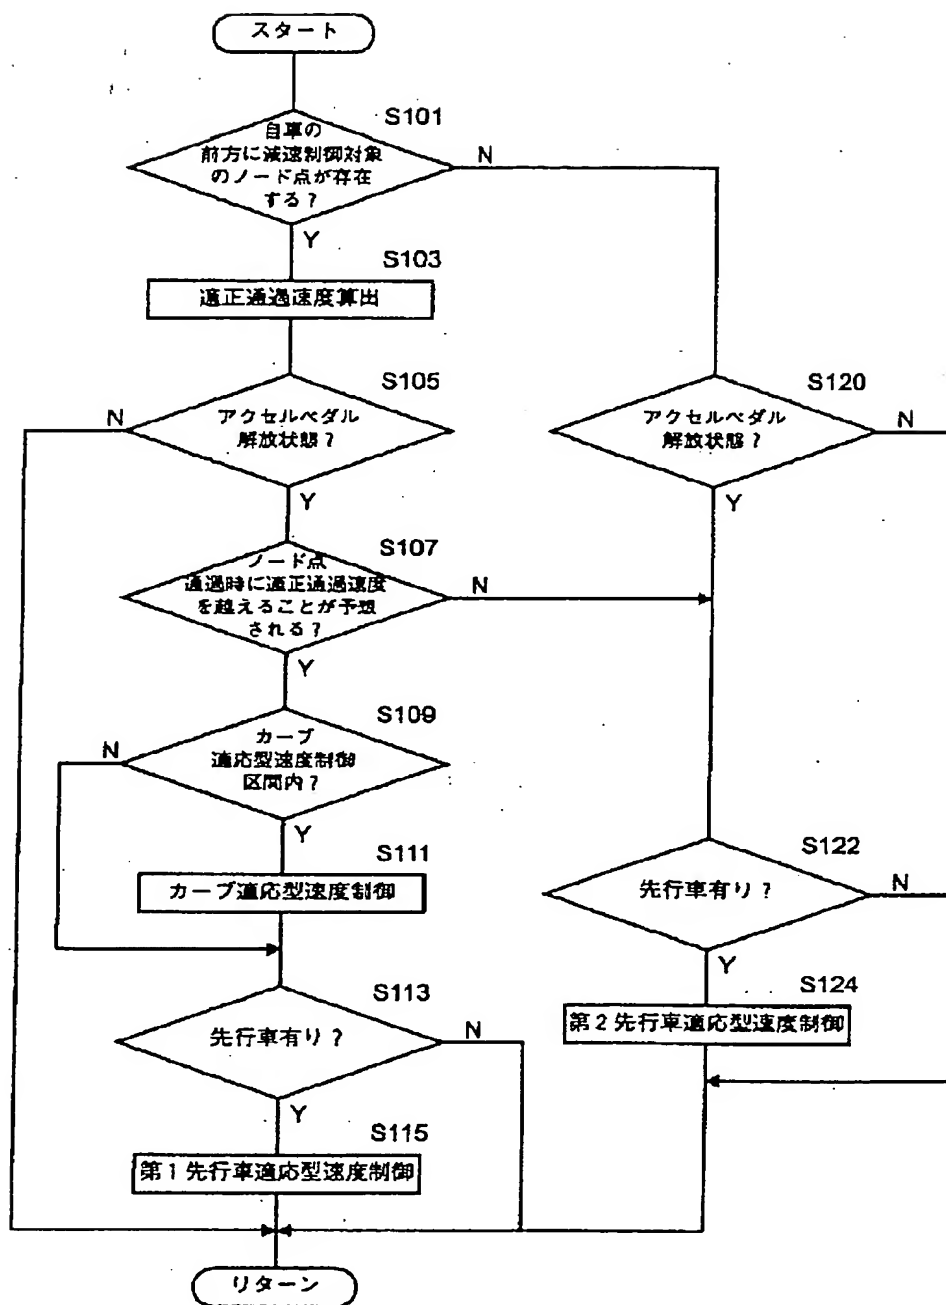 スタート
S101
自車の
前方に減速制御対象
のノード点が存在
する？
N
Y
S103
適正通過速度算出
S105
N
アクセルペダル
解放状態？
Y
S120
アクセルペダル
解放状態？
N
Y
S107
ノード点
通過時に適正通過速度
を越えることが予想
される？
N
Y
S109
N
カーブ
適応型速度制御
区間内？
Y
S111
カーブ適応型速度制御
S122
先行車有り？
N
Y
S124
第２先行車適応型速度制御
S113
先行車有り？
N
Y
S115
第１先行車適応型速度制御
リターン